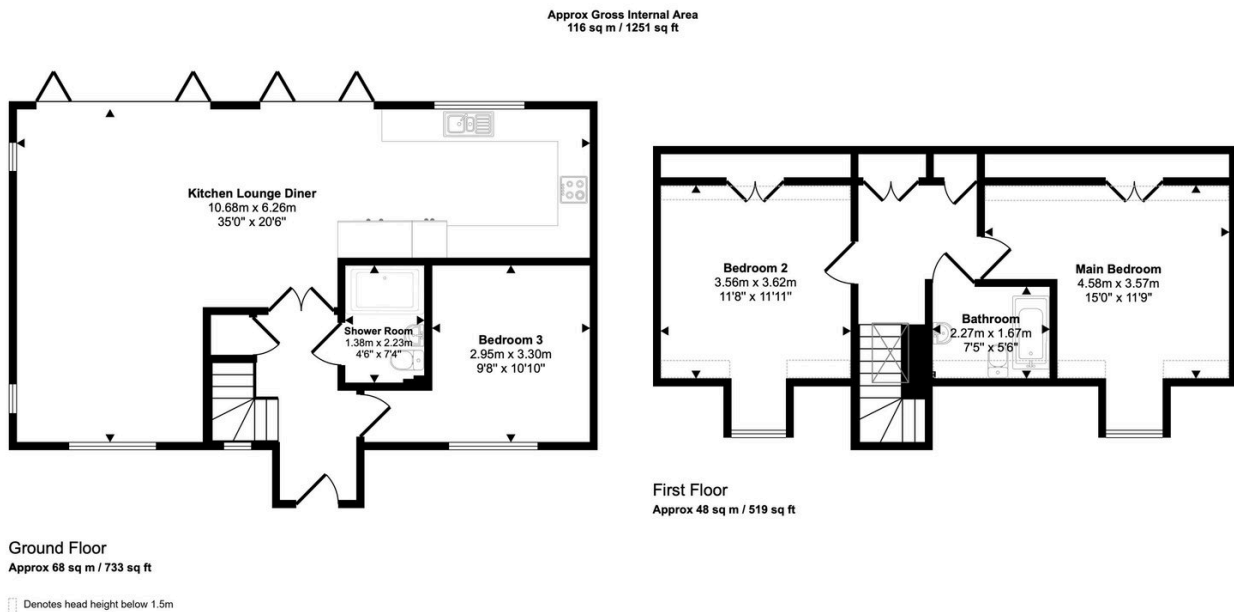 Approx Gross Internal Area
116 sq m / 1251 sq ft
Kitchen Lounge Diner
10.68m x 6.26m
35'0" x 20'6"
Shower Room
1.38m x 2.23m
4'6" x 7'4"
Bedroom 3
2.95m x 3.30m
9'8" x 10'10"
Ground Floor
Approx 68 sq m / 733 sq ft
Denotes head height below 1.5m
Bedroom 2
3.56m x 3.62m
11'8" x 11'11"
Main Bedroom
4.58m x 3.57m
15'0" x 11'9"
Bathroom
2.27m x 1.67m
7'5" x 5'6"
First Floor
Approx 48 sq m / 519 sq ft